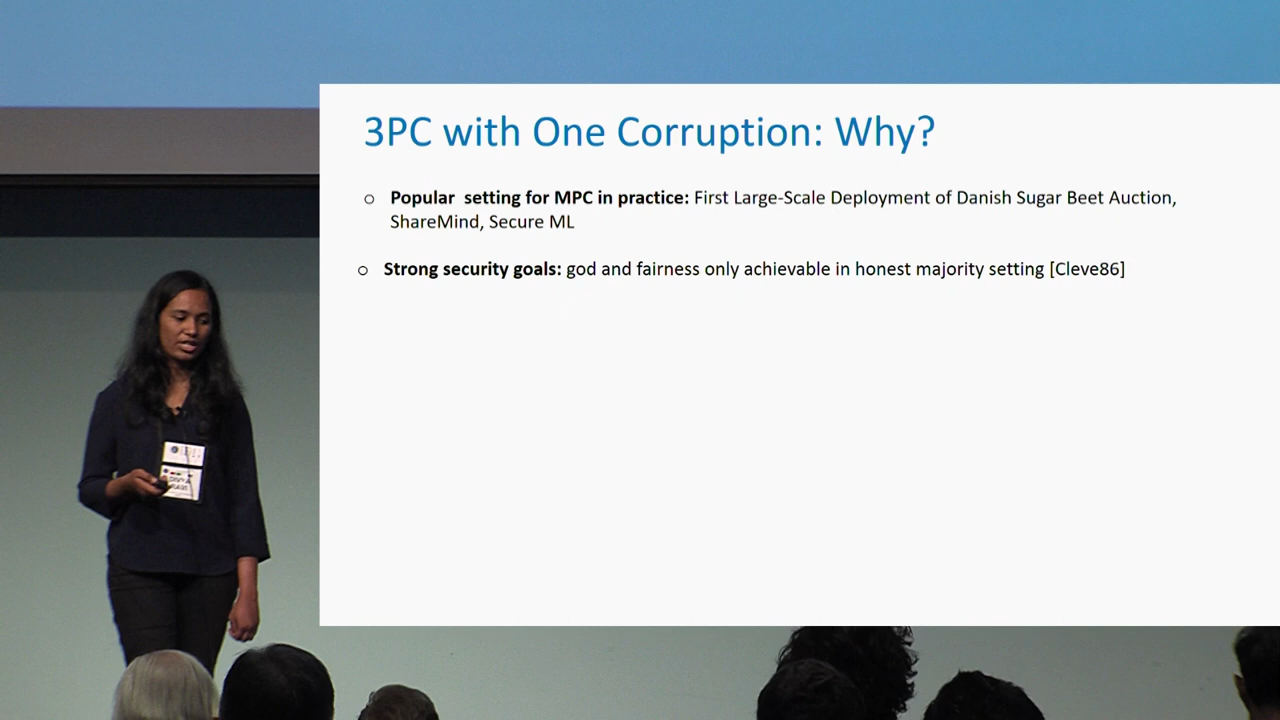 3PC with One Corruption: Why?
○ Popular setting for MPC in practice: First Large-Scale Deployment of Danish Sugar Beet Auction,
ShareMind, Secure ML
○ Strong security goals: god and fairness only achievable in honest majority setting [Cleve86]